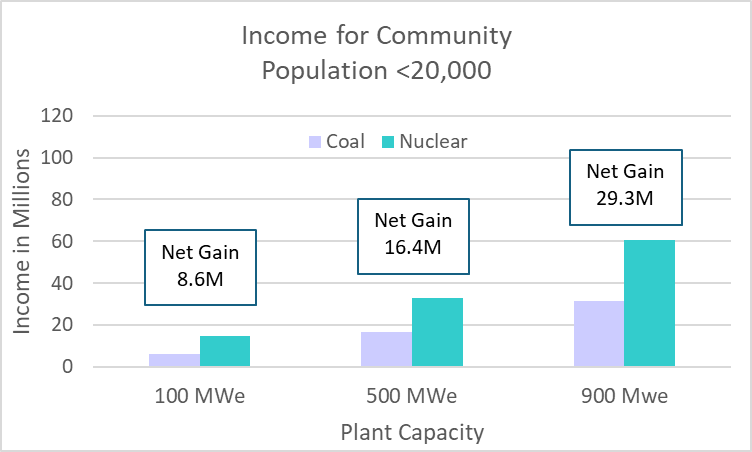 Income for Community
Population <20,000
120
100
80
60
40
20
0
Income in Millions
Coal
Nuclear
Net Gain
8.6M
Net Gain
16.4M
Net Gain
29.3M
100 MWe
500 MWe
900 Mwe
Plant Capacity